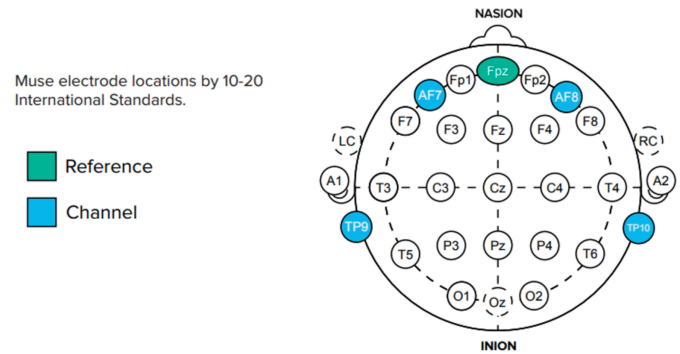 NASION
Muse electrode locations by 10-20
International Standards.
Reference
Channel
Fp1 Fpz Fp2
AF7 AF8
F7 F3 Fz F4 F8
LC RC
A1 T3 C3 Cz C4 T4 A2
TP9 TP10
T5 P3 Pz P4 T6
O1 Oz O2
INION